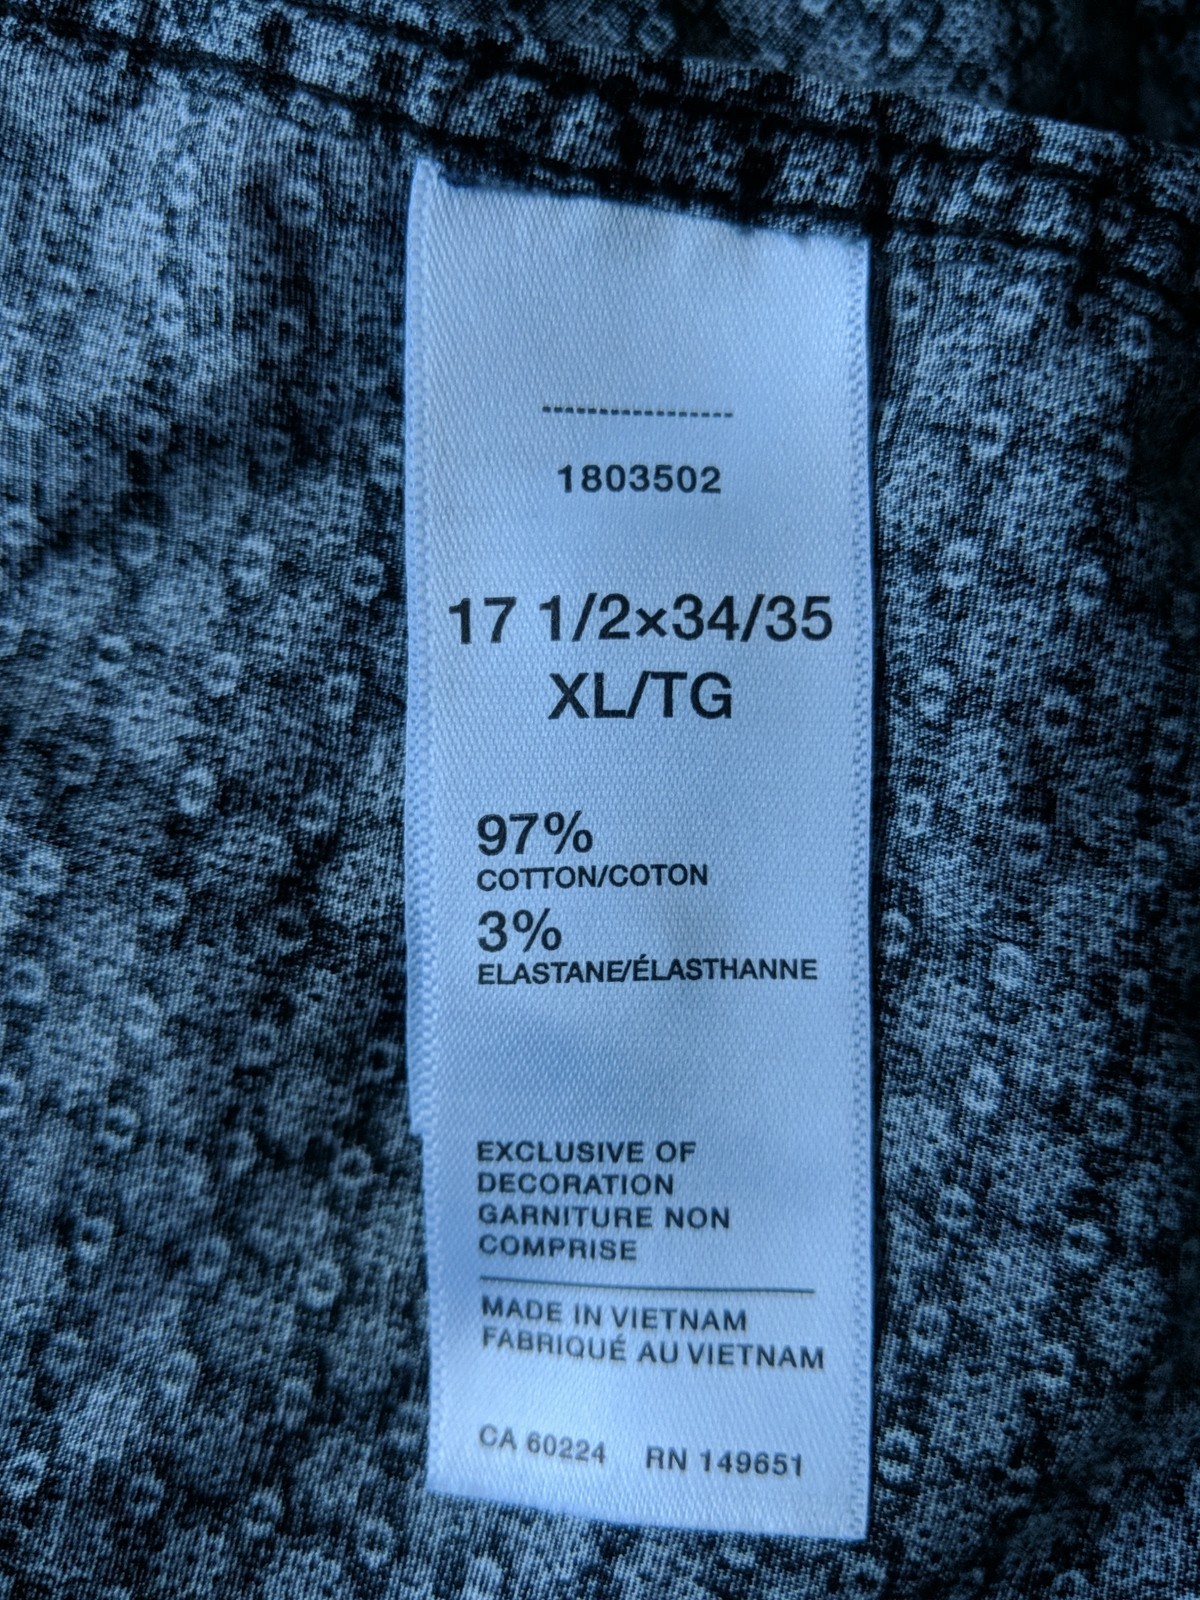 1803502
17 1/2×34/35
XL/TG
97%
COTTON/COTON
3%
ELASTANE/ÉLASTHANNE
EXCLUSIVE OF
DECORATION
GARNITURE NON
COMPRISE
MADE IN VIETNAM
FABRIQUÉ AU VIETNAM
CA 60224 RN 149651